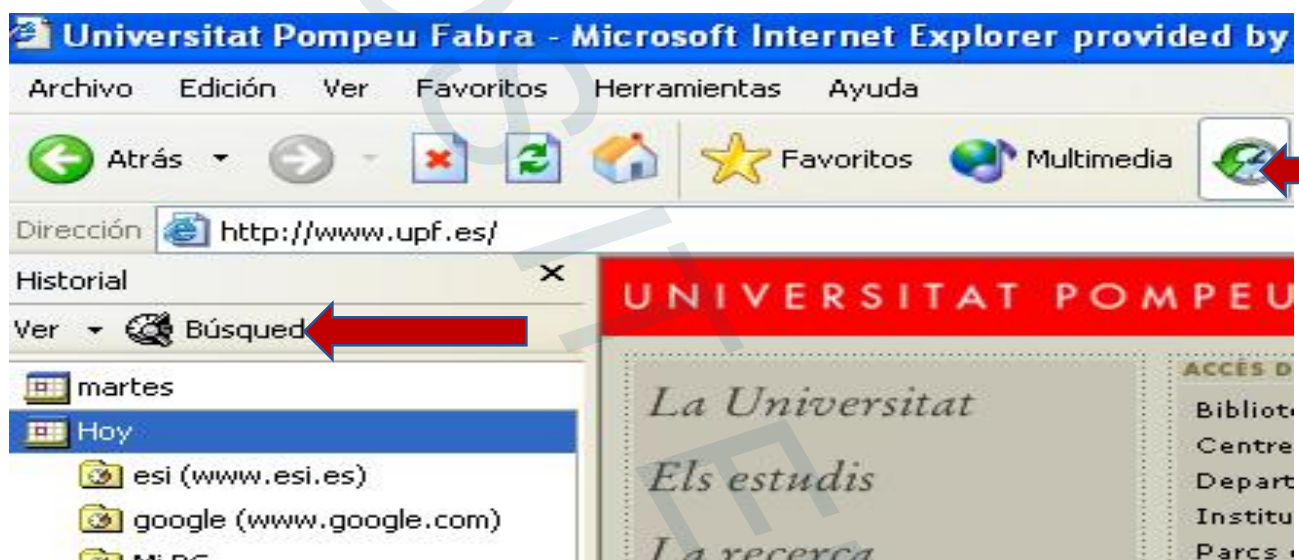 Universitat Pompeu Fabra - Microsoft Internet Explorer provided by
Archivo Edición Ver Favoritos Herramientas Ayuda
Atrás Favoritos Multimedia
Dirección http://www.upf.es/
Historial
Ver Búsqued
martes
Hoy
esi (www.esi.es)
google (www.google.com)
UNIVERSITAT POMPEU
La Universitat
Els estudis
La recerca
ACCÉS D
Bibliote
Centre
Depart
Institu
Parcs